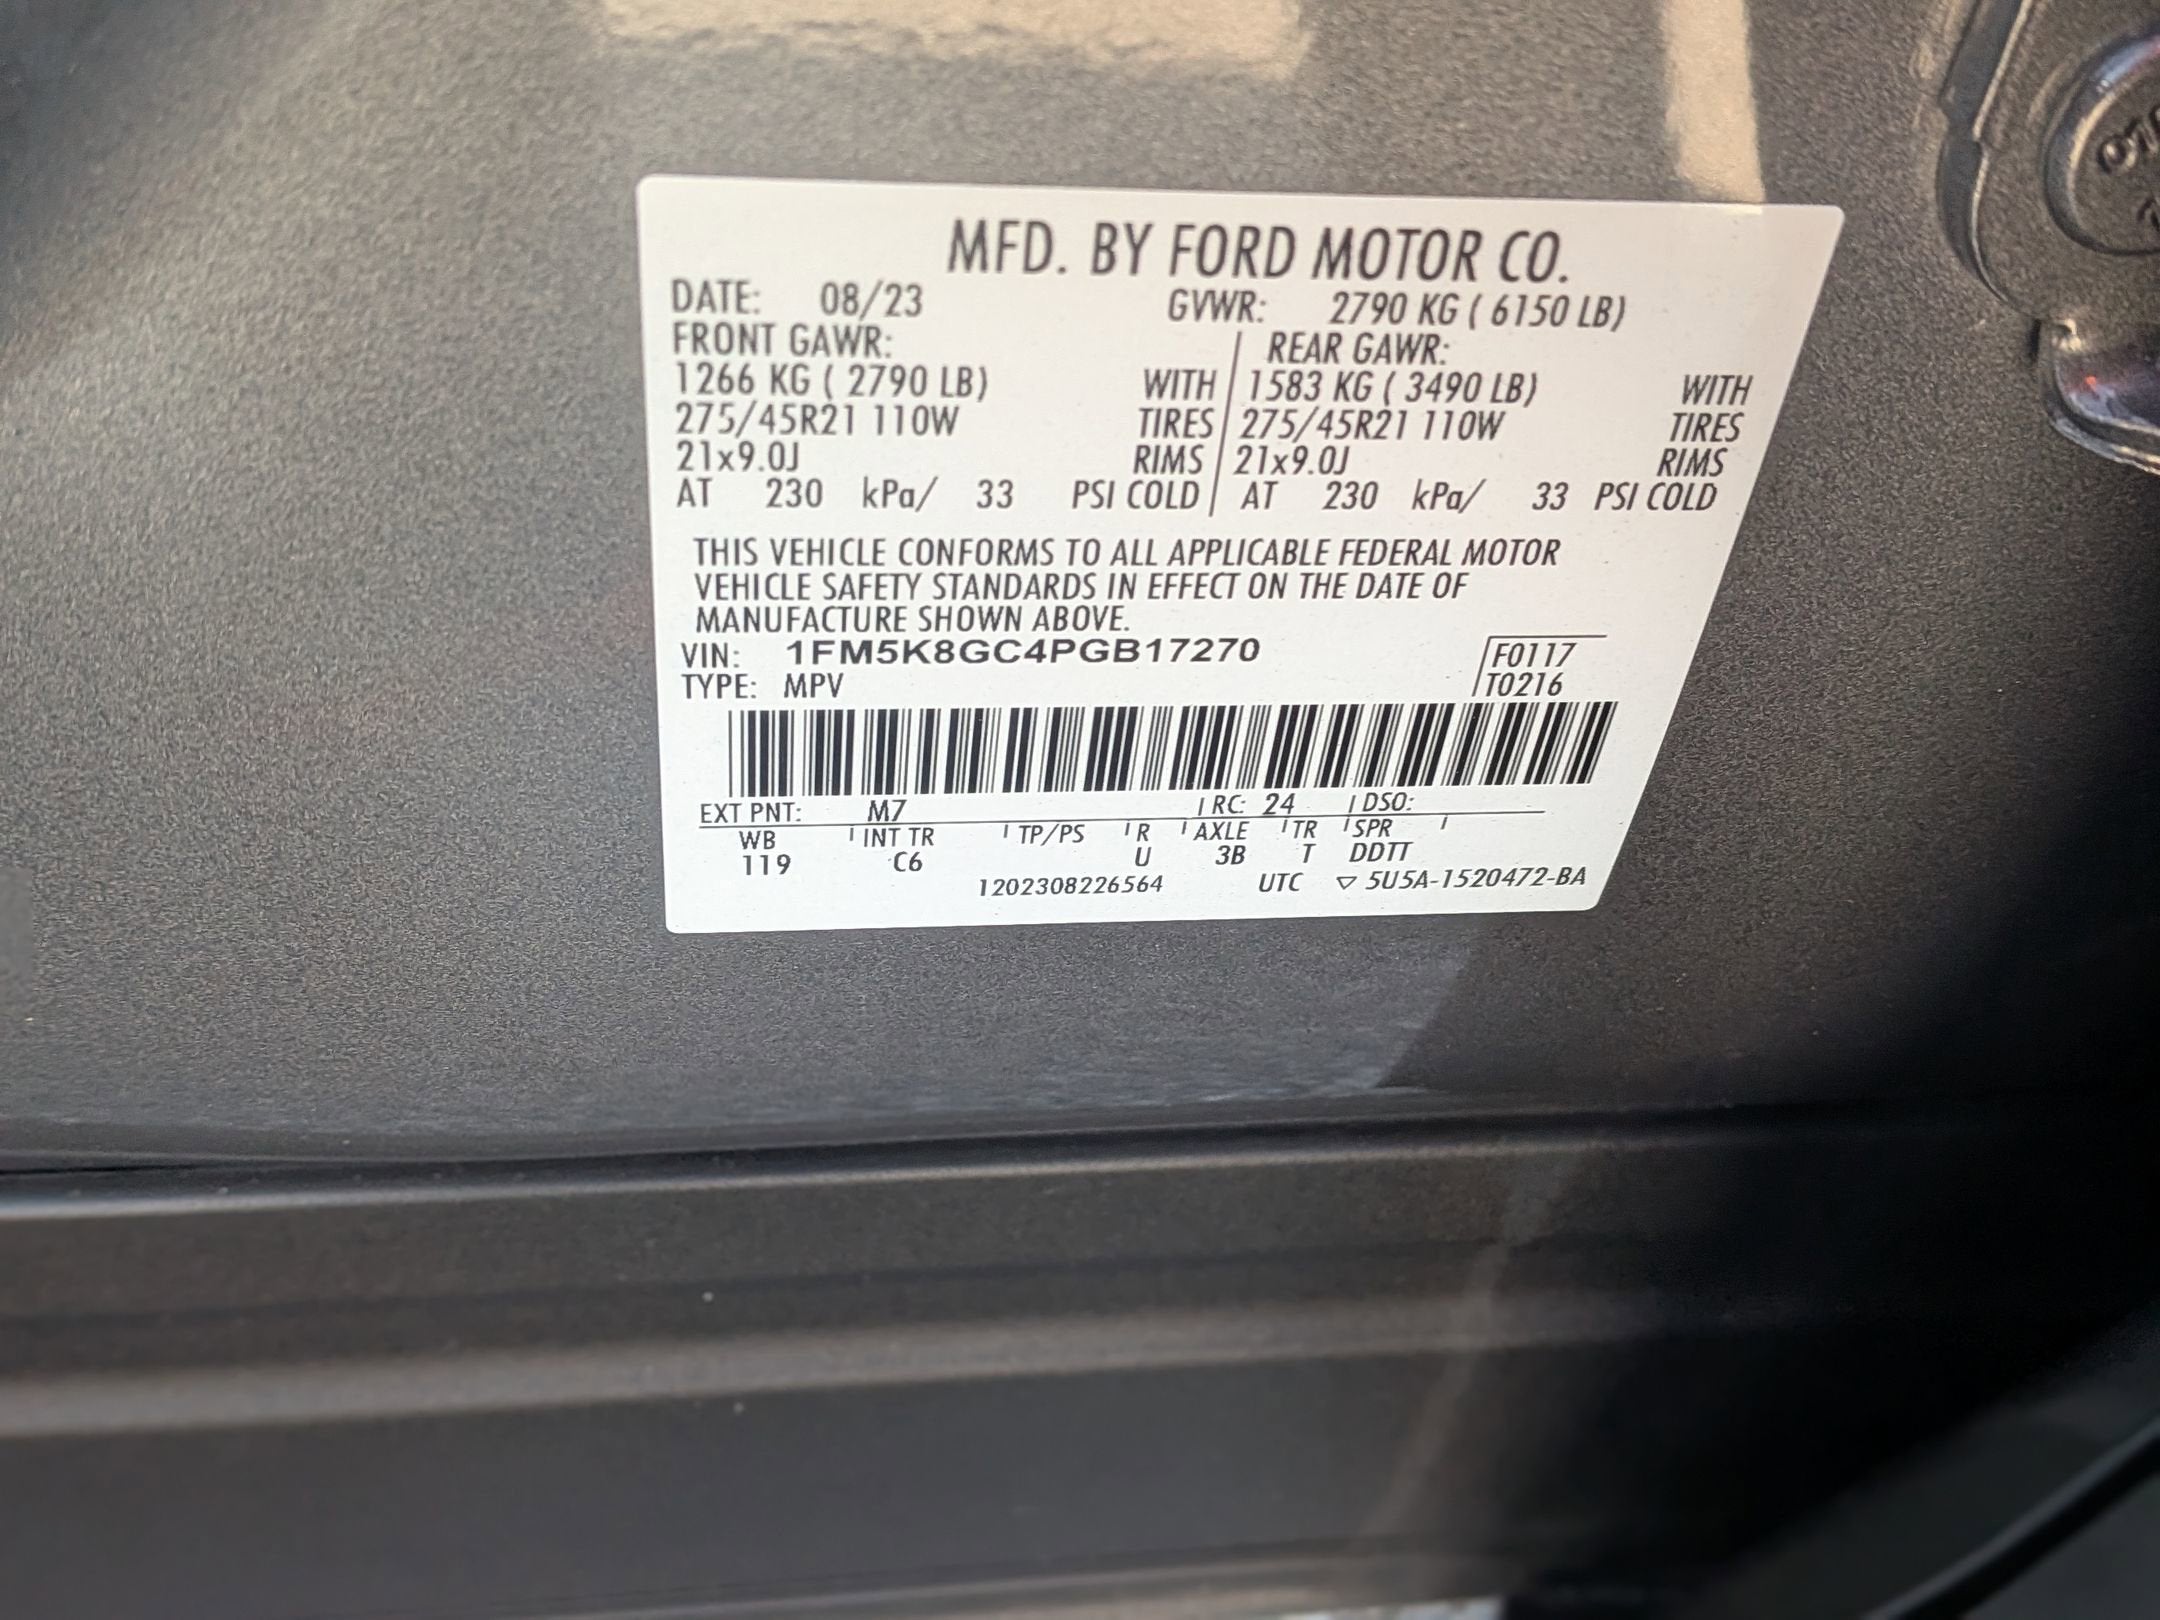 MFD. BY FORD MOTOR CO.
DATE: 08/23 GVWR: 2790 KG ( 6150 LB)
FRONT GAWR: REAR GAWR:
1266 KG ( 2790 LB) WITH 1583 KG ( 3490 LB) WITH
275/45R21 110W TIRES 275/45R21 110W TIRES
21x9.0J RIMS 21x9.0J RIMS
AT 230 kPa/ 33 PSI COLD AT 230 kPa/ 33 PSI COLD
THIS VEHICLE CONFORMS TO ALL APPLICABLE FEDERAL MOTOR
VEHICLE SAFETY STANDARDS IN EFFECT ON THE DATE OF
MANUFACTURE SHOWN ABOVE.
VIN: 1FM5K8GC4PGB17270 F0117
TYPE: MPV T0216
EXT PNT: M7 RC: 24 DSO:
WB INT TR TP/PS R AXLE TR SPR
119 C6 U 3B T DDTT
1202308226564 UTC ▽ 5U5A-1520472-BA